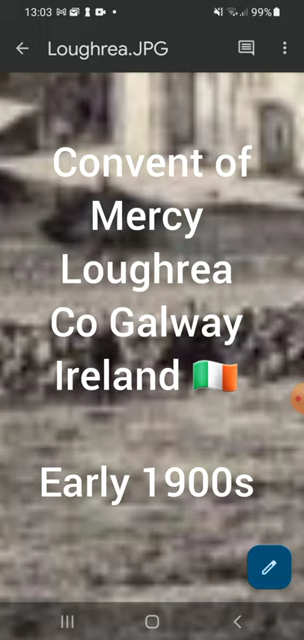 13:03 99%
Loughrea.JPG
Convent of
Mercy
Loughrea
Co Galway
Ireland 🇮🇪
Early 1900s